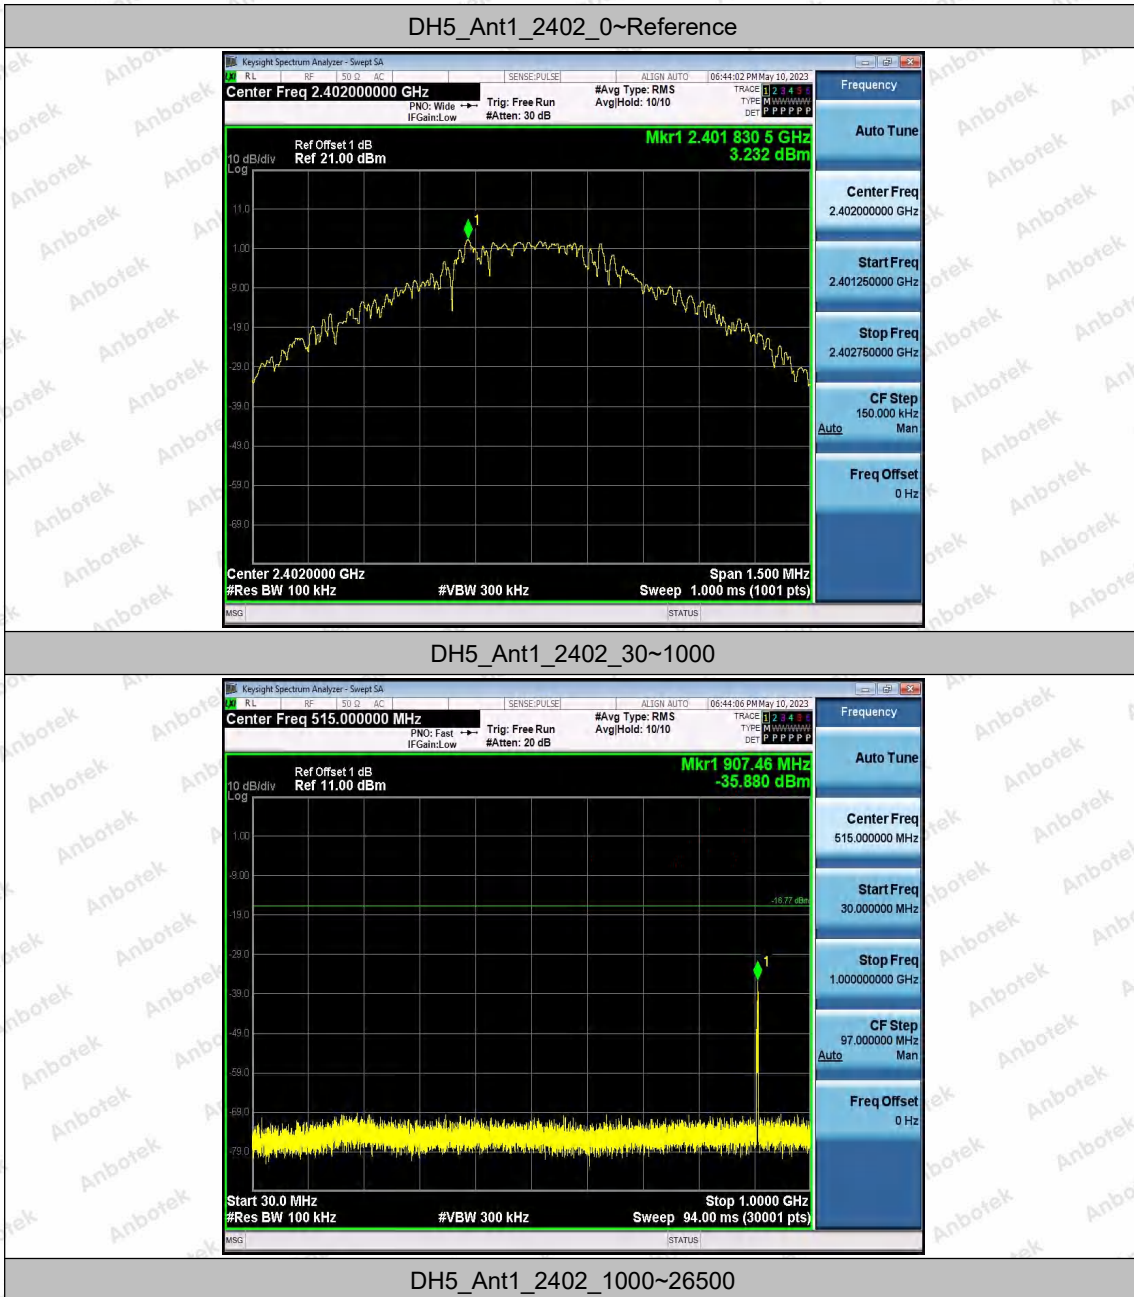 DH5_Ant1_2402_0~Reference
Keysight Spectrum Analyzer - Swept SA
LXI RL RF 50 Ω AC SENSE:PULSE ALIGN AUTO 06:44:02 PM May 10, 2023
Center Freq 2.402000000 GHz
PNO: Wide
IFGain:Low
Trig: Free Run
#Atten: 30 dB
#Avg Type: RMS
Avg|Hold: 10/10
TRACE 1 2 3 4 5 6
TYPE M WWWWW
DET P P P P P P
Frequency
Mkr1 2.401 830 5 GHz
3.232 dBm
Ref Offset 1 dB
10 dB/div Ref 21.00 dBm
Log
11.0
1.00
-9.00
-19.0
-29.0
-39.0
-49.0
-59.0
-69.0
1
Auto Tune
Center Freq
2.402000000 GHz
Start Freq
2.401250000 GHz
Stop Freq
2.402750000 GHz
CF Step
150.000 kHz
Auto Man
Freq Offset
0 Hz
Center 2.4020000 GHz Span 1.500 MHz
#Res BW 100 kHz #VBW 300 kHz Sweep 1.000 ms (1001 pts)
MSG STATUS
DH5_Ant1_2402_30~1000
Keysight Spectrum Analyzer - Swept SA
LXI RL RF 50 Ω AC SENSE:PULSE ALIGN AUTO 06:44:06 PM May 10, 2023
Center Freq 515.000000 MHz
PNO: Fast
IFGain:Low
Trig: Free Run
#Atten: 20 dB
#Avg Type: RMS
Avg|Hold: 10/10
TRACE 1 2 3 4 5 6
TYPE M WWWWW
DET P P P P P P
Frequency
Mkr1 907.46 MHz
-35.880 dBm
Ref Offset 1 dB
10 dB/div Ref 11.00 dBm
Log
1.00
-9.00
-19.0
-29.0
-39.0
-49.0
-59.0
-69.0
-79.0
-16.77 dBm
1
Auto Tune
Center Freq
515.000000 MHz
Start Freq
30.000000 MHz
Stop Freq
1.000000000 GHz
CF Step
97.000000 MHz
Auto Man
Freq Offset
0 Hz
Start 30.0 MHz Stop 1.0000 GHz
#Res BW 100 kHz #VBW 300 kHz Sweep 94.00 ms (30001 pts)
MSG STATUS
DH5_Ant1_2402_1000~26500
Anbotek